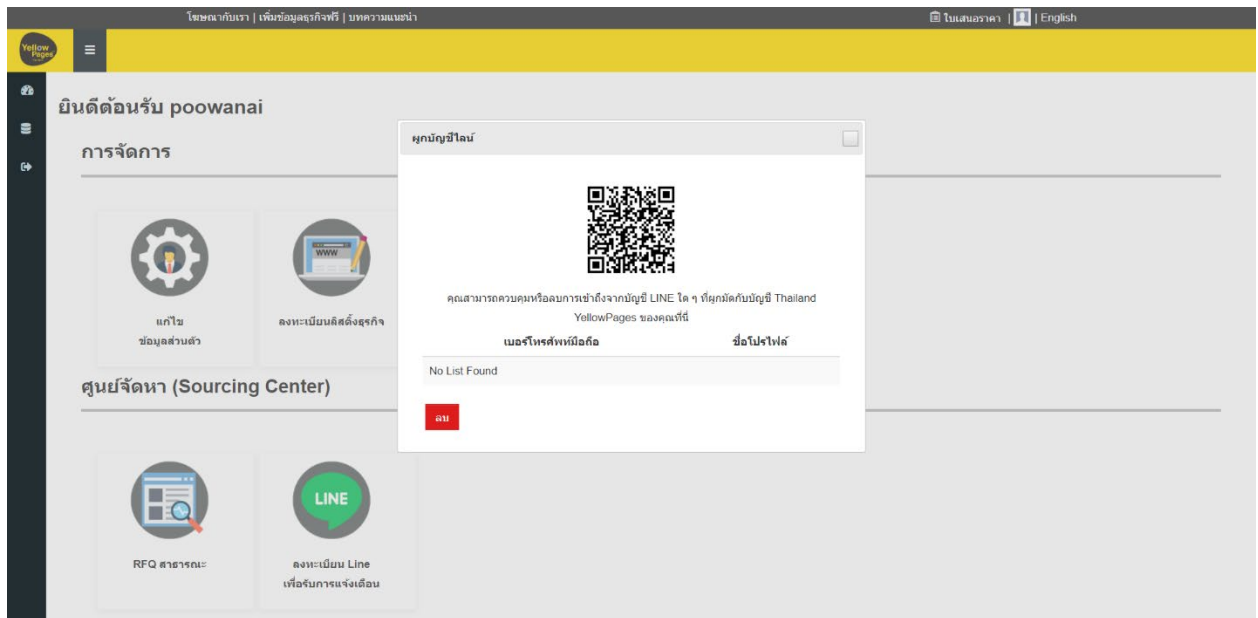 โฆษณากับเรา | เพิ่มข้อมูลธุรกิจฟรี | บทความแนะนำ
ใบเสนอราคา | | English
Yellow
Pages
ยินดีต้อนรับ poowanai
การจัดการ
ผูกบัญชีไลน์
คุณสามารถควบคุมหรือลบการเข้าถึงจากบัญชี LINE ใด ๆ ที่ผูกมัดกับบัญชี Thailand
YellowPages ของคุณที่นี่
เบอร์โทรศัพท์มือถือ ชื่อโปรไฟล์
No List Found
ลบ
WWW
แก้ไข
ข้อมูลส่วนตัว
ลงทะเบียนลิสติ้งธุรกิจ
ศูนย์จัดหา (Sourcing Center)
LINE
RFQ สาธารณะ
ลงทะเบียน Line
เพื่อรับการแจ้งเตือน